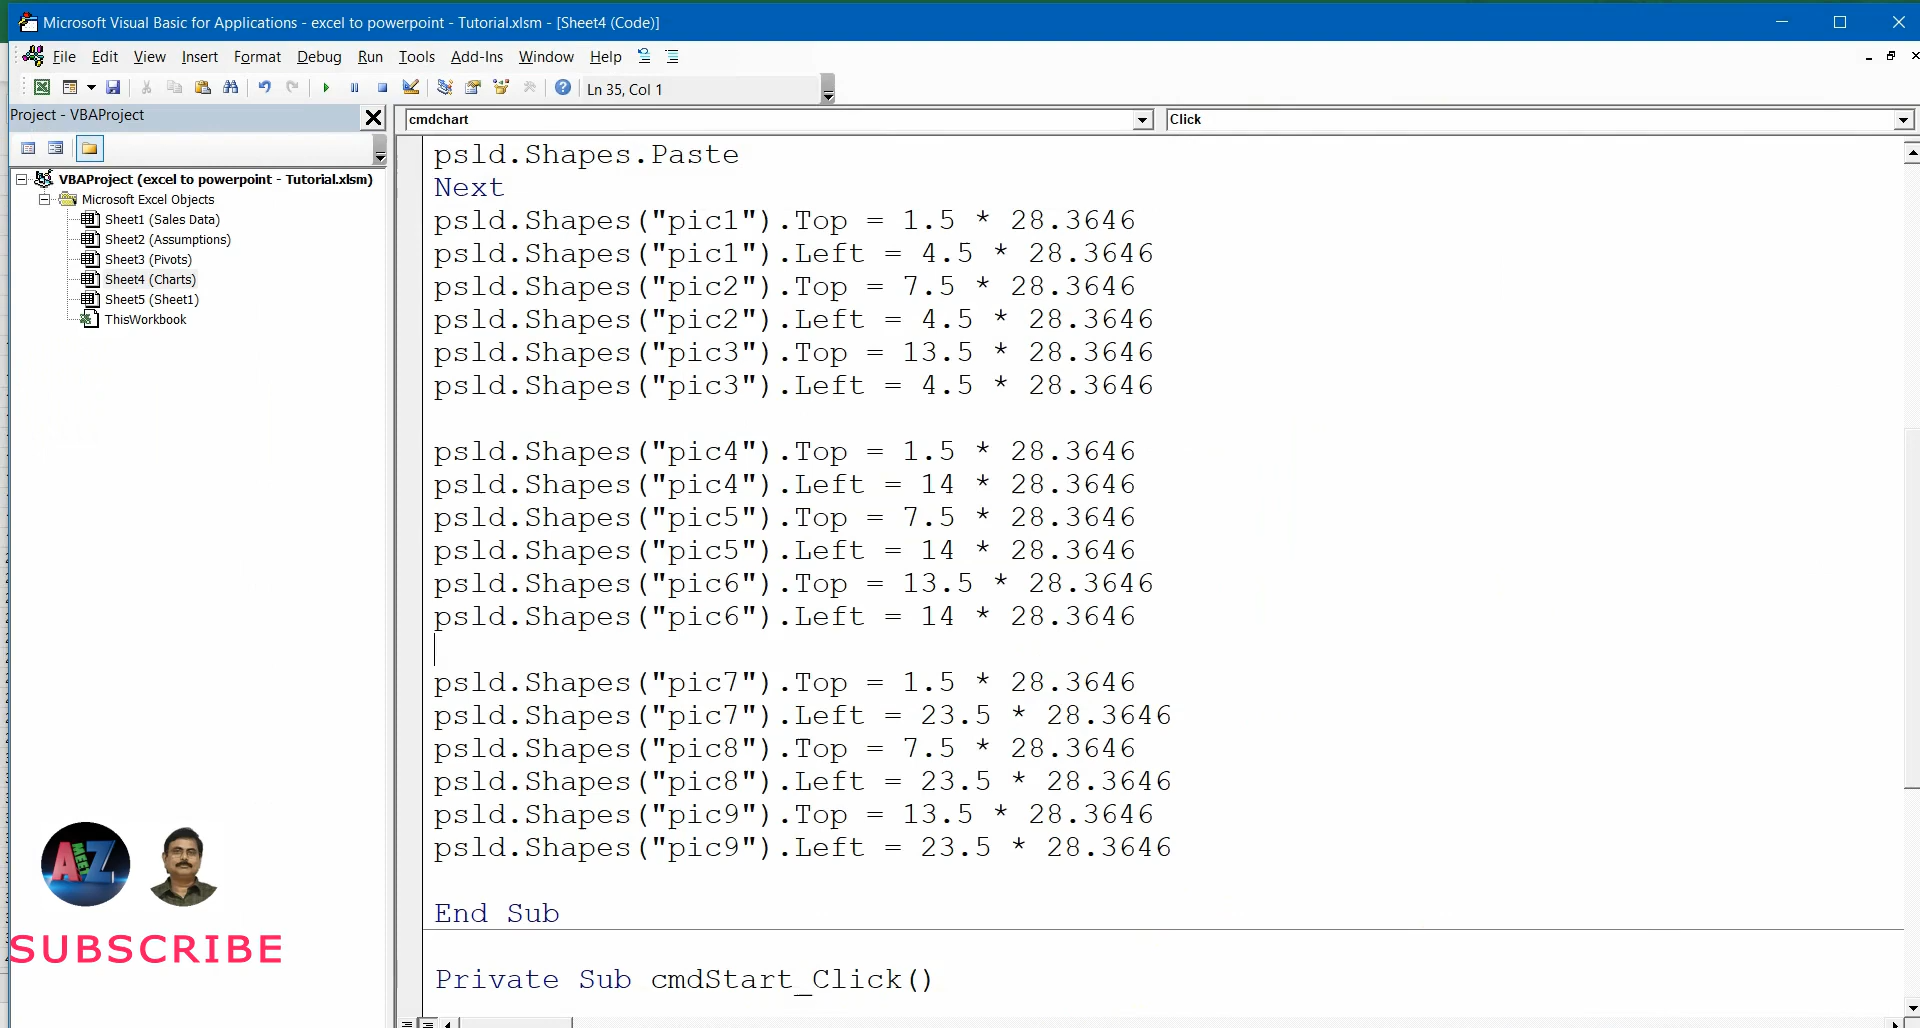 Microsoft Visual Basic for Applications - excel to powerpoint - Tutorial.xlsm - [Sheet4 (Code)]
File Edit View Insert Format Debug Run Tools Add-Ins Window Help
Ln 35, Col 1
Project - VBAProject
cmdchart Click
VBAProject (excel to powerpoint - Tutorial.xlsm)
Microsoft Excel Objects
Sheet1 (Sales Data)
Sheet2 (Assumptions)
Sheet3 (Pivots)
Sheet4 (Charts)
Sheet5 (Sheet1)
ThisWorkbook
psld.Shapes.Paste
Next
psld.Shapes("pic1").Top = 1.5 * 28.3646
psld.Shapes("pic1").Left = 4.5 * 28.3646
psld.Shapes("pic2").Top = 7.5 * 28.3646
psld.Shapes("pic2").Left = 4.5 * 28.3646
psld.Shapes("pic3").Top = 13.5 * 28.3646
psld.Shapes("pic3").Left = 4.5 * 28.3646
psld.Shapes("pic4").Top = 1.5 * 28.3646
psld.Shapes("pic4").Left = 14 * 28.3646
psld.Shapes("pic5").Top = 7.5 * 28.3646
psld.Shapes("pic5").Left = 14 * 28.3646
psld.Shapes("pic6").Top = 13.5 * 28.3646
psld.Shapes("pic6").Left = 14 * 28.3646
psld.Shapes("pic7").Top = 1.5 * 28.3646
psld.Shapes("pic7").Left = 23.5 * 28.3646
psld.Shapes("pic8").Top = 7.5 * 28.3646
psld.Shapes("pic8").Left = 23.5 * 28.3646
psld.Shapes("pic9").Top = 13.5 * 28.3646
psld.Shapes("pic9").Left = 23.5 * 28.3646
End Sub
Private Sub cmdStart_Click()
A MEET Z
SUBSCRIBE